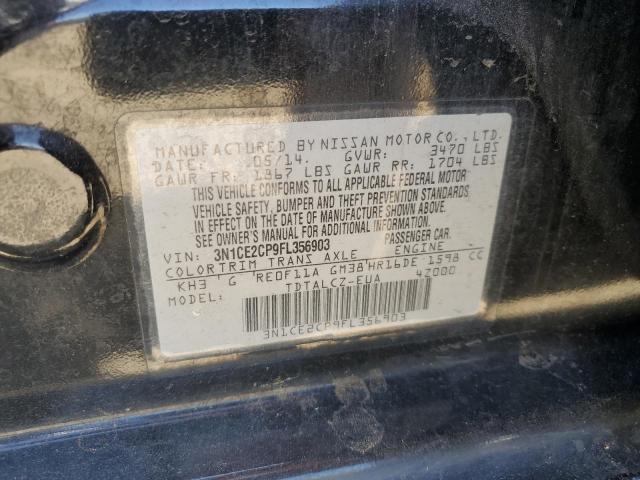 MANUFACTURED BY NISSAN MOTOR CO., LTD.
DATE: 05/14. GVWR: 3470 LBS
GAWR FR: 1867 LBS GAWR RR: 1704 LBS
THIS VEHICLE CONFORMS TO ALL APPLICABLE FEDERAL MOTOR
VEHICLE SAFETY, BUMPER AND THEFT PREVENTION STANDARDS
IN EFFECT ON THE DATE OF MANUFACTURE SHOWN ABOVE.
SEE OWNER'S MANUAL FOR ADDITIONAL INFORMATION.
VIN: 3N1CE2CP9FL356903 PASSENGER CAR.
COLOR TRIM TRANS AXLE ENGINE
KH3 G RE0F11A GM38 HR16DE 1598 CC
MODEL: TDTALCZ-EUA 4Z000
3N1CE2CP9FL356903